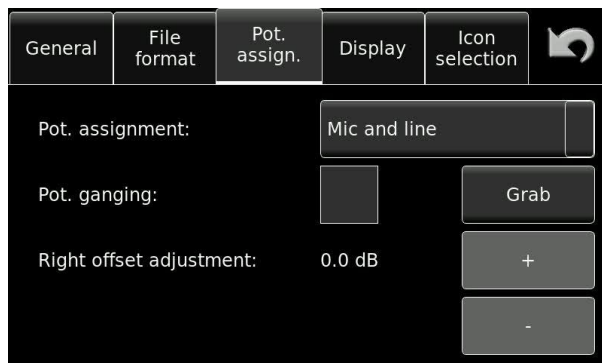 General
File
format
Pot.
assign.
Display
Icon
selection
Pot. assignment:
Mic and line
Pot. ganging:
Grab
Right offset adjustment:
0.0 dB
+
-